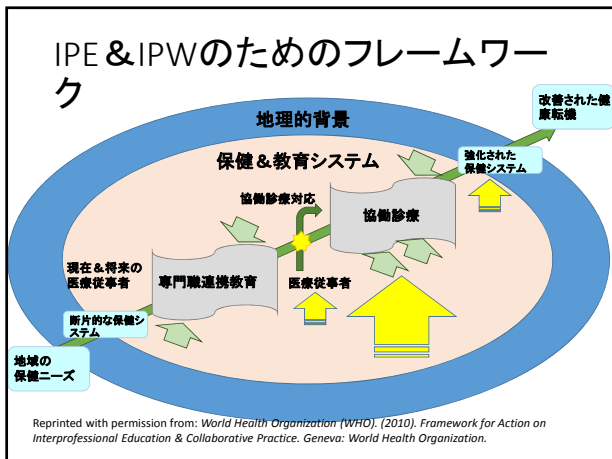 IPE＆IPWのためのフレームワー
ク
改善された健
康転機
地理的背景
強化された
保健システム
保健＆教育システム
協働診療対応
協働診療
現在＆将来の
医療従事者
専門職連携教育
医療従事者
断片的な保健シ
ステム
地域の
保健ニーズ
Reprinted with permission from: World Health Organization (WHO). (2010). Framework for Action on
Interprofessional Education & Collaborative Practice. Geneva: World Health Organization.